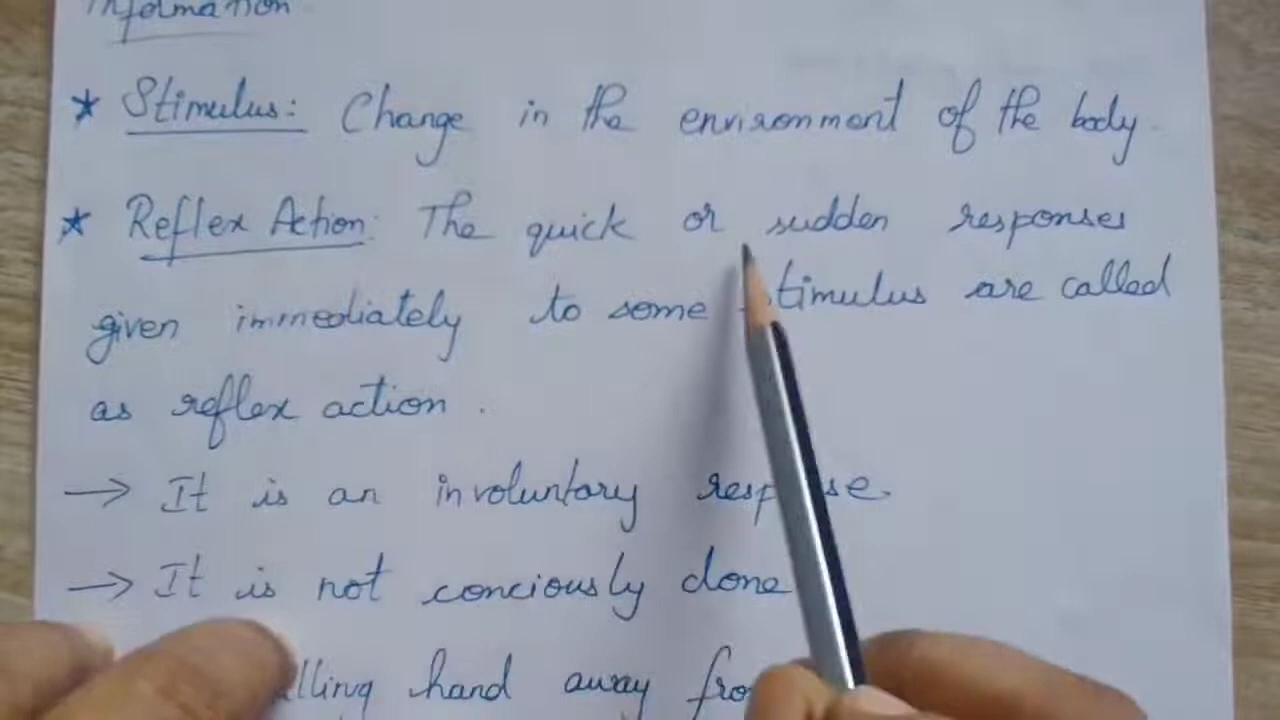 Information
★ Stimulus: Change in the environment of the body.
★ Reflex Action: The quick or sudden responses
given immediately to some stimulus are called
as reflex action.
→ It is an involuntary response.
→ It is not conciously done
hand away